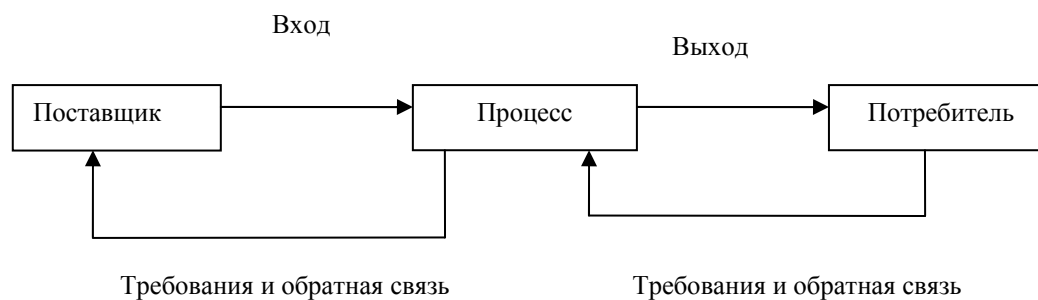 Вход
Выход
Поставщик
Процесс
Потребитель
Требования и обратная связь
Требования и обратная связь